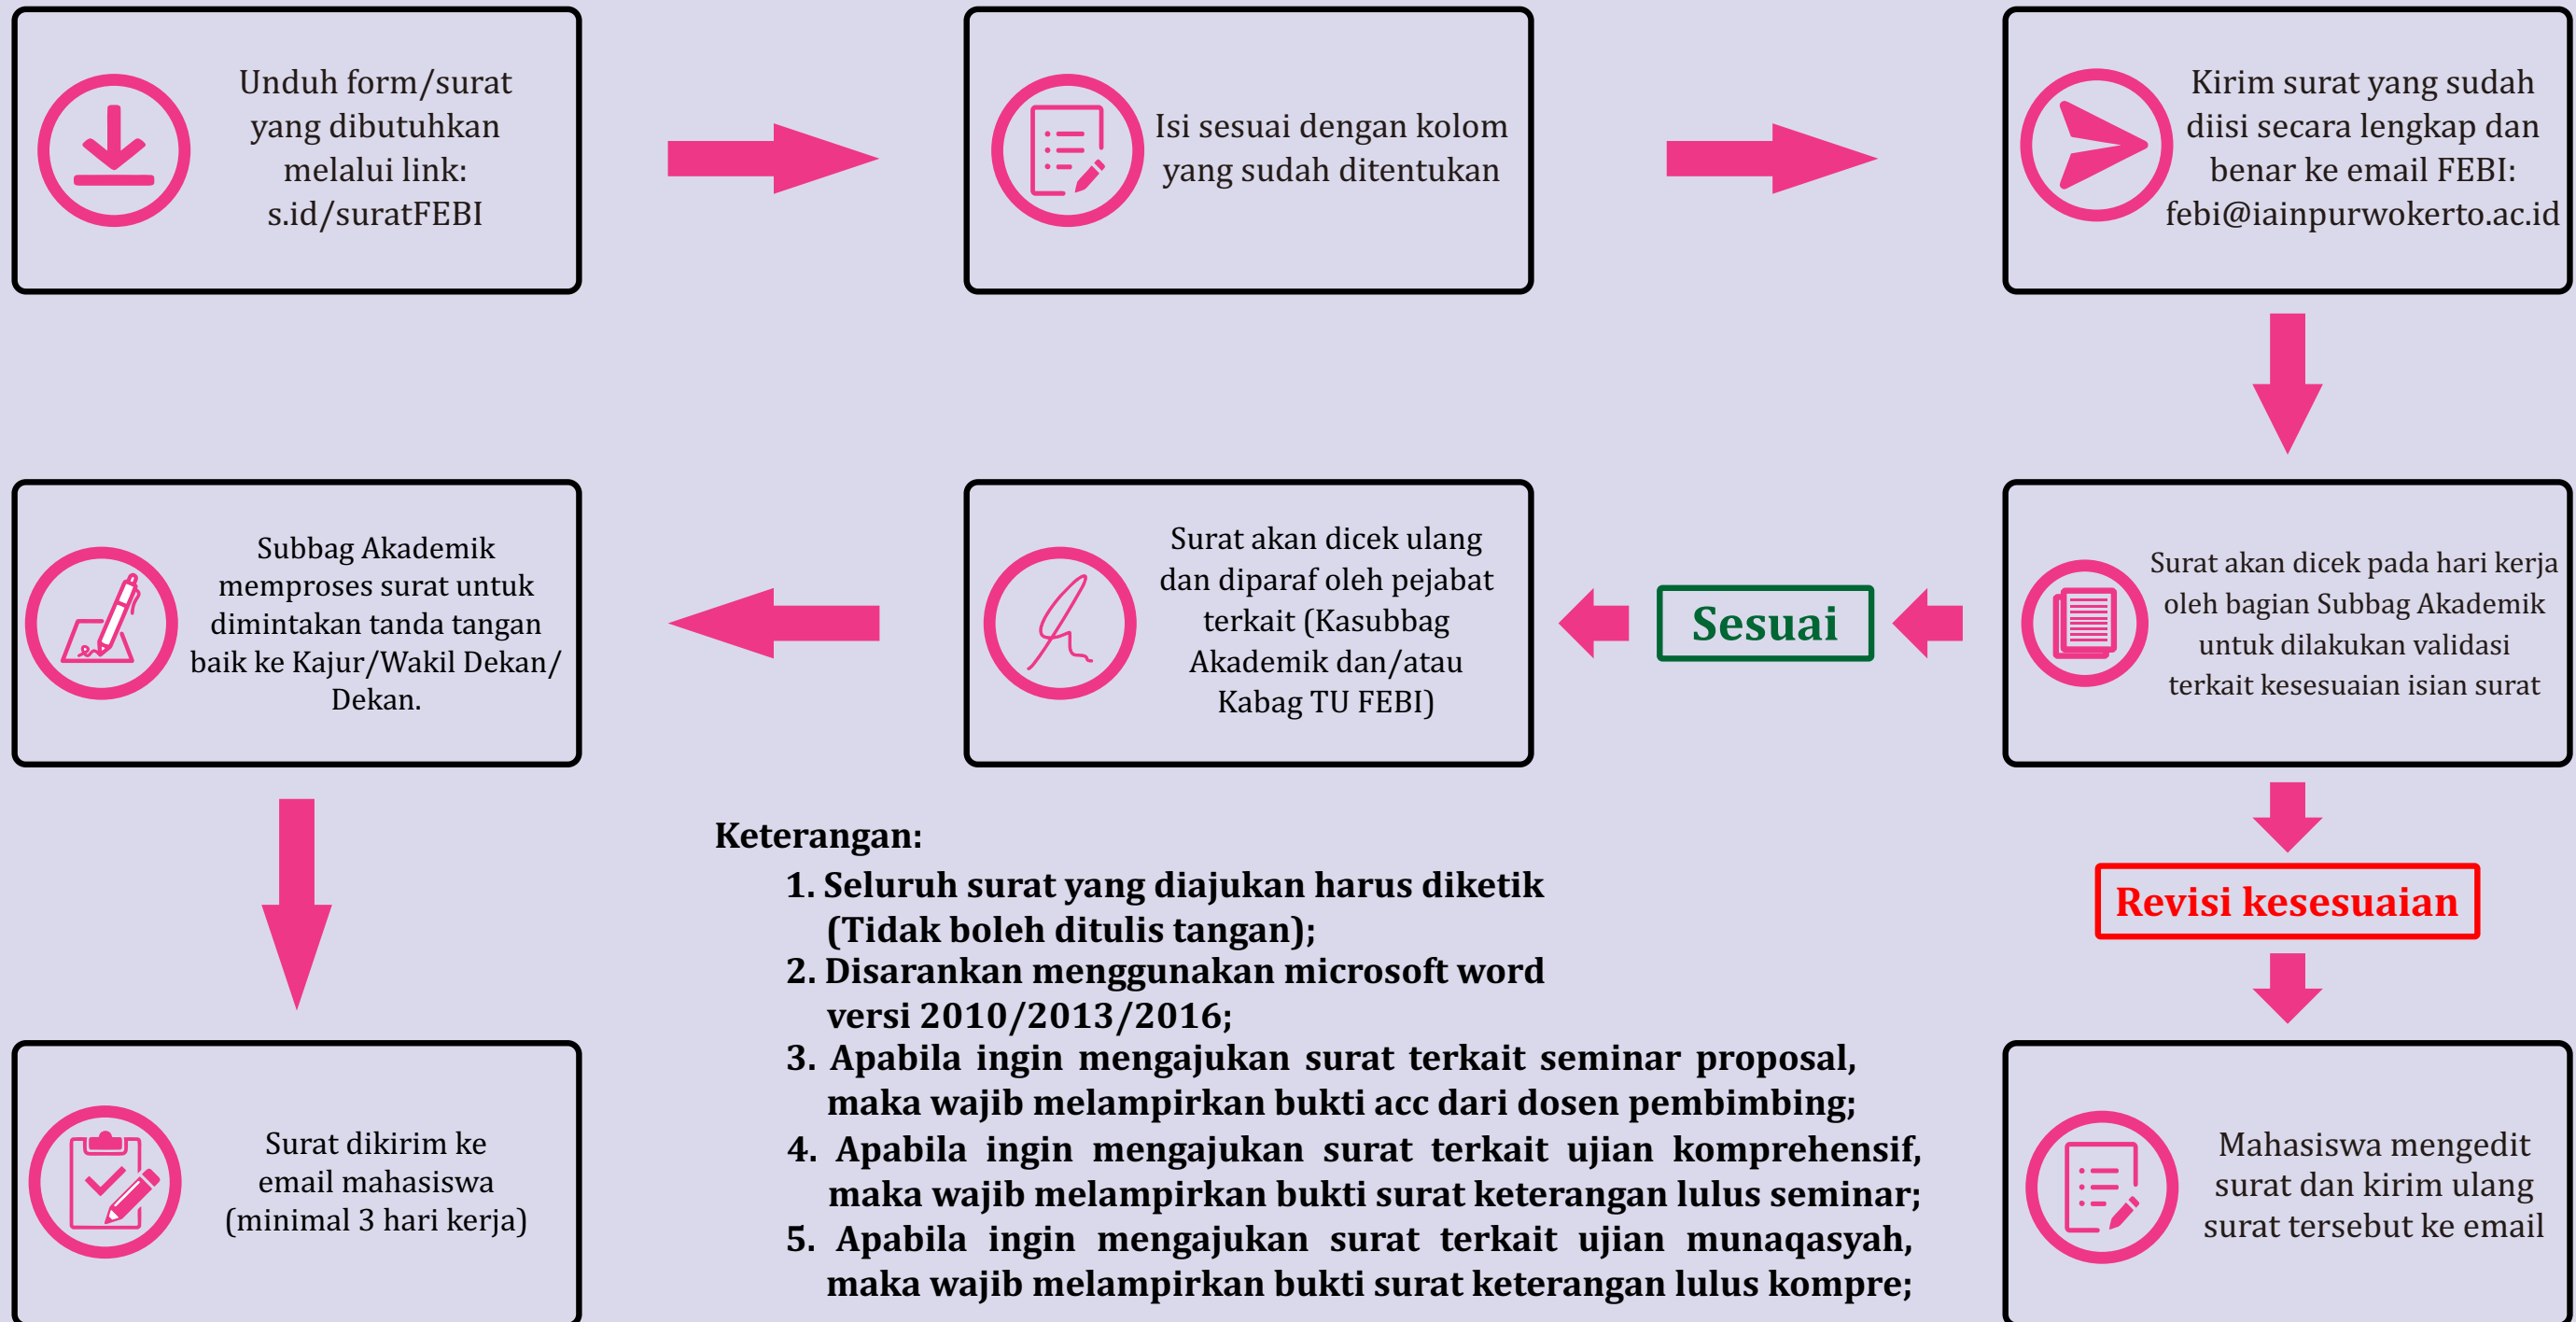 Unduh form/surat
yang dibutuhkan
melalui link:
s.id/suratFEBI
Isi sesuai dengan kolom
yang sudah ditentukan
Kirim surat yang sudah
diisi secara lengkap dan
benar ke email FEBI:
febi@iainpurwokerto.ac.id
Surat akan dicek pada hari kerja
oleh bagian Subbag Akademik
untuk dilakukan validasi
terkait kesesuaian isian surat
Sesuai
Surat akan dicek ulang
dan diparaf oleh pejabat
terkait (Kasubbag
Akademik dan/atau
Kabag TU FEBI)
Subbag Akademik
memproses surat untuk
dimintakan tanda tangan
baik ke Kajur/Wakil Dekan/
Dekan.
Surat dikirim ke
email mahasiswa
(minimal 3 hari kerja)
Revisi kesesuaian
Mahasiswa mengedit
surat dan kirim ulang
surat tersebut ke email
Keterangan:
1. Seluruh surat yang diajukan harus diketik
(Tidak boleh ditulis tangan);
2. Disarankan menggunakan microsoft word
versi 2010/2013/2016;
3. Apabila ingin mengajukan surat terkait seminar proposal,
maka wajib melampirkan bukti acc dari dosen pembimbing;
4. Apabila ingin mengajukan surat terkait ujian komprehensif,
maka wajib melampirkan bukti surat keterangan lulus seminar;
5. Apabila ingin mengajukan surat terkait ujian munaqasyah,
maka wajib melampirkan bukti surat keterangan lulus kompre;